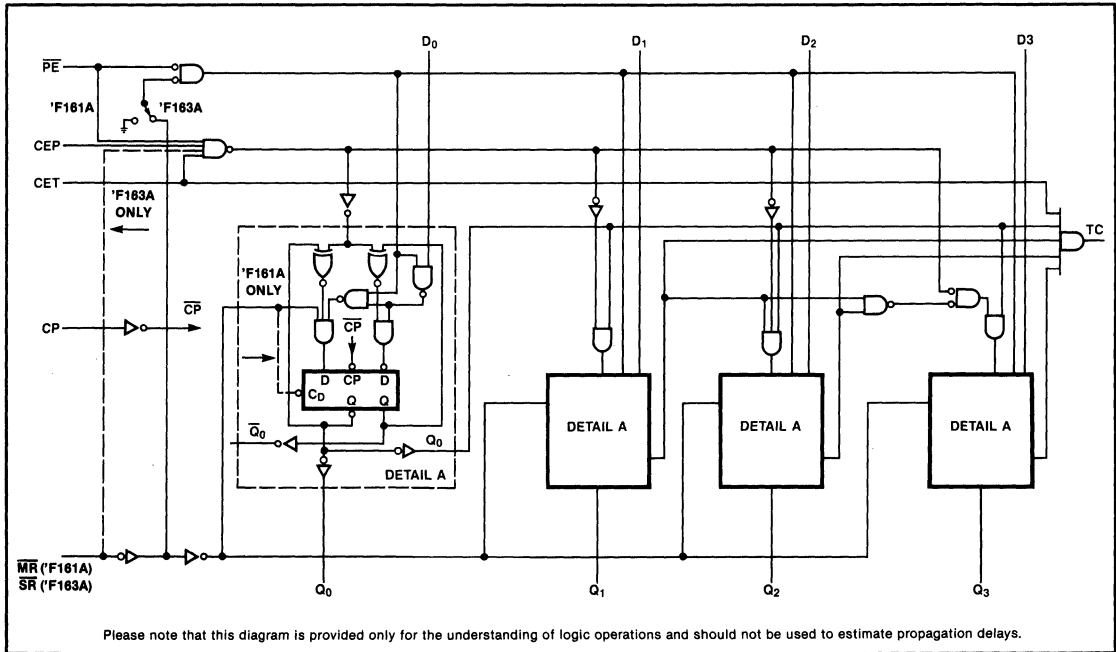 D0 D1 D2 D3
PE
'F161A 'F163A
CEP
CET
'F163A
ONLY
TC
'F161A
ONLY
CP
CP
CP
D CP D
CD
Q Q
DETAIL A DETAIL A DETAIL A
Q0
Q0
DETAIL A
MR ('F161A)
SR ('F163A)
Q0 Q1 Q2 Q3
Please note that this diagram is provided only for the understanding of logic operations and should not be used to estimate propagation delays.